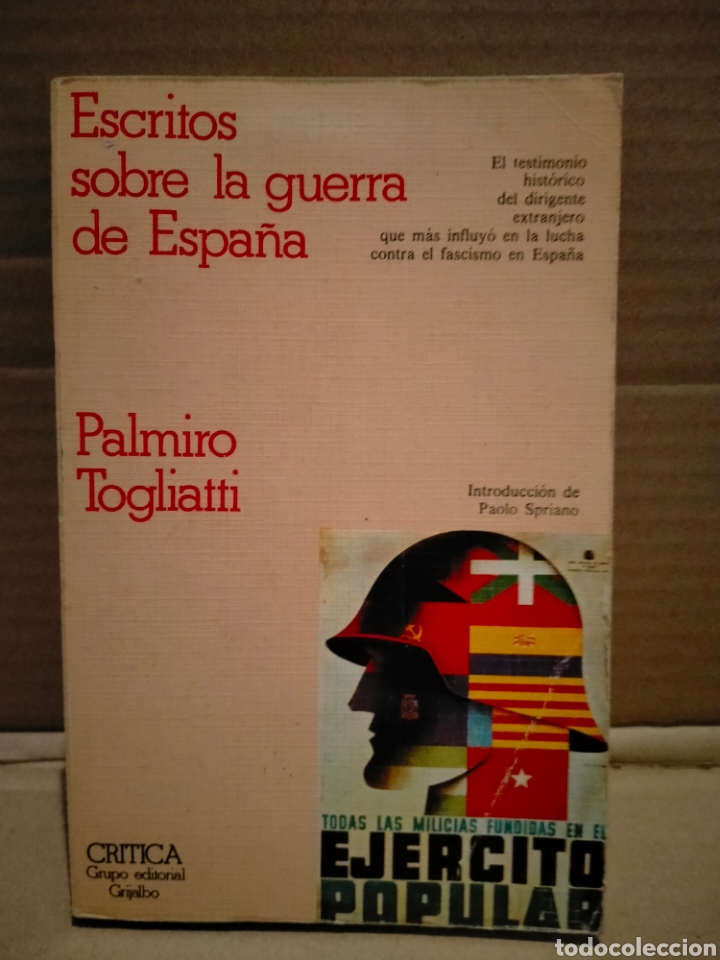 Escritos
sobre la guerra
de España
El testimonio
histórico
del dirigente
extranjero
que más influyó en la lucha
contra el fascismo en España
Palmiro
Togliatti
Introducción de
Paolo Spriano
TODAS LAS MILICIAS FUNDIDAS EN EL
EJERCITO
POPULAR
CRITICA
Grupo editorial
Grijalbo
todocoleccion